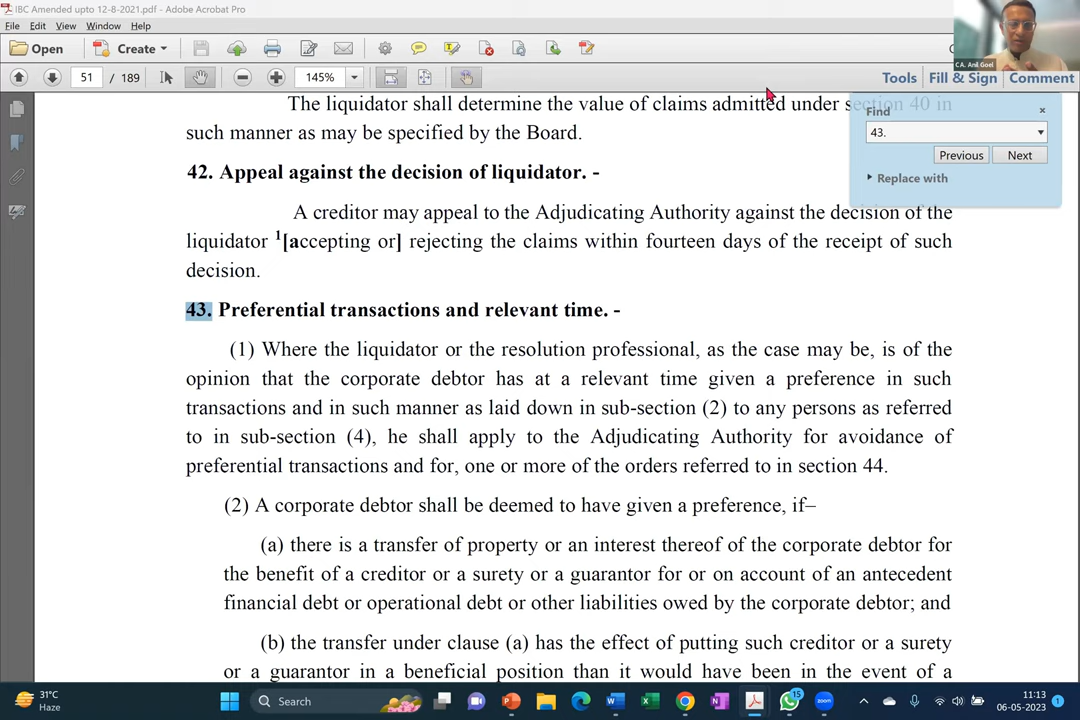 IBC Amended upto 12-8-2021.pdf - Adobe Acrobat Pro
File Edit View Window Help
Open Create
51 / 189 145% Tools Fill & Sign Comment
C.A. Anil Goel
Find
43.
Previous Next
Replace with
The liquidator shall determine the value of claims admitted under section 40 in
such manner as may be specified by the Board.
42. Appeal against the decision of liquidator. -
A creditor may appeal to the Adjudicating Authority against the decision of the
liquidator 1[accepting or] rejecting the claims within fourteen days of the receipt of such
decision.
43. Preferential transactions and relevant time. -
(1) Where the liquidator or the resolution professional, as the case may be, is of the
opinion that the corporate debtor has at a relevant time given a preference in such
transactions and in such manner as laid down in sub-section (2) to any persons as referred
to in sub-section (4), he shall apply to the Adjudicating Authority for avoidance of
preferential transactions and for, one or more of the orders referred to in section 44.
(2) A corporate debtor shall be deemed to have given a preference, if–
(a) there is a transfer of property or an interest thereof of the corporate debtor for
the benefit of a creditor or a surety or a guarantor for or on account of an antecedent
financial debt or operational debt or other liabilities owed by the corporate debtor; and
(b) the transfer under clause (a) has the effect of putting such creditor or a surety
or a guarantor in a beneficial position than it would have been in the event of a
31°C
Haze
Search
15
11:13
06-05-2023
1